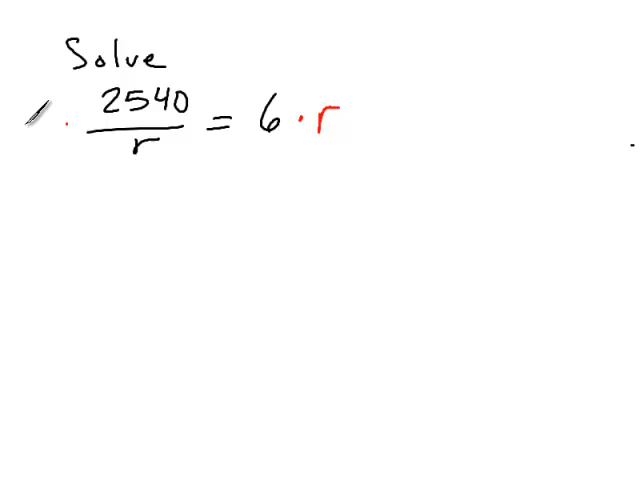 Solve
· 2540/r = 6 · r